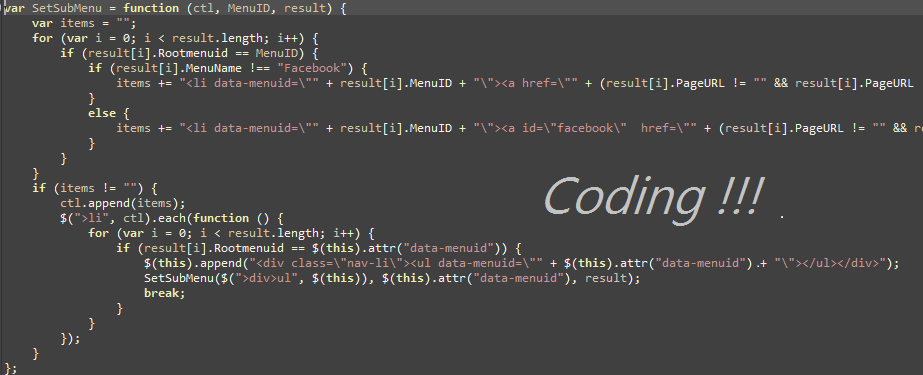 var SetSubMenu = function (ctl, MenuID, result) {
var items = "";
for (var i = 0; i < result.length; i++) {
if (result[i].Rootmenuid == MenuID) {
if (result[i].MenuName !== "Facebook") {
items += "<li data-menuid=\"" + result[i].MenuID + "\"><a href=\"" + (result[i].PageURL != "" && result[i].PageURL
}
else {
items += "<li data-menuid=\"" + result[i].MenuID + "\"><a id=\"facebook\"  href=\"" + (result[i].PageURL != "" && re
}
}
}
if (items != "") {
ctl.append(items);
$(">li", ctl).each(function () {
for (var i = 0; i < result.length; i++) {
if (result[i].Rootmenuid == $(this).attr("data-menuid")) {
$(this).append("<div class=\"nav-li\"><ul data-menuid=\"" + $(this).attr("data-menuid") + "\"></ul></div>");
SetSubMenu($(">div>ul", $(this)), $(this).attr("data-menuid"), result);
break;
}
}
});
}
};
Coding !!! .